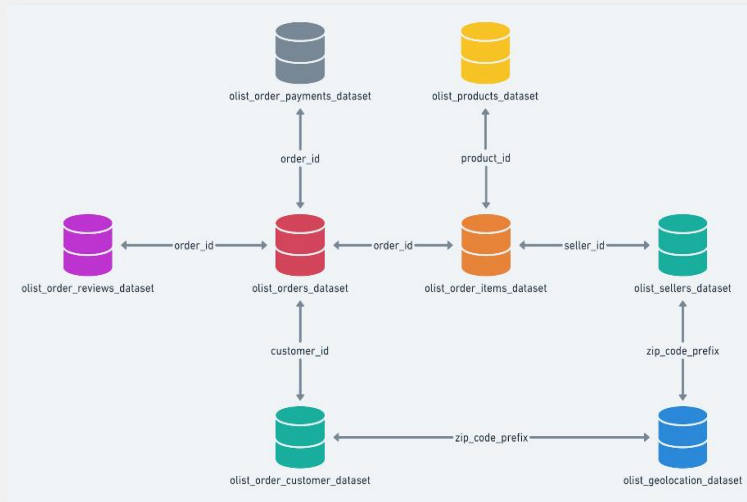 olist_order_payments_dataset
olist_products_dataset
order_id
product_id
order_id
order_id
seller_id
olist_order_reviews_dataset
olist_orders_dataset
olist_order_items_dataset
olist_sellers_dataset
customer_id
zip_code_prefix
zip_code_prefix
olist_order_customer_dataset
olist_geolocation_dataset